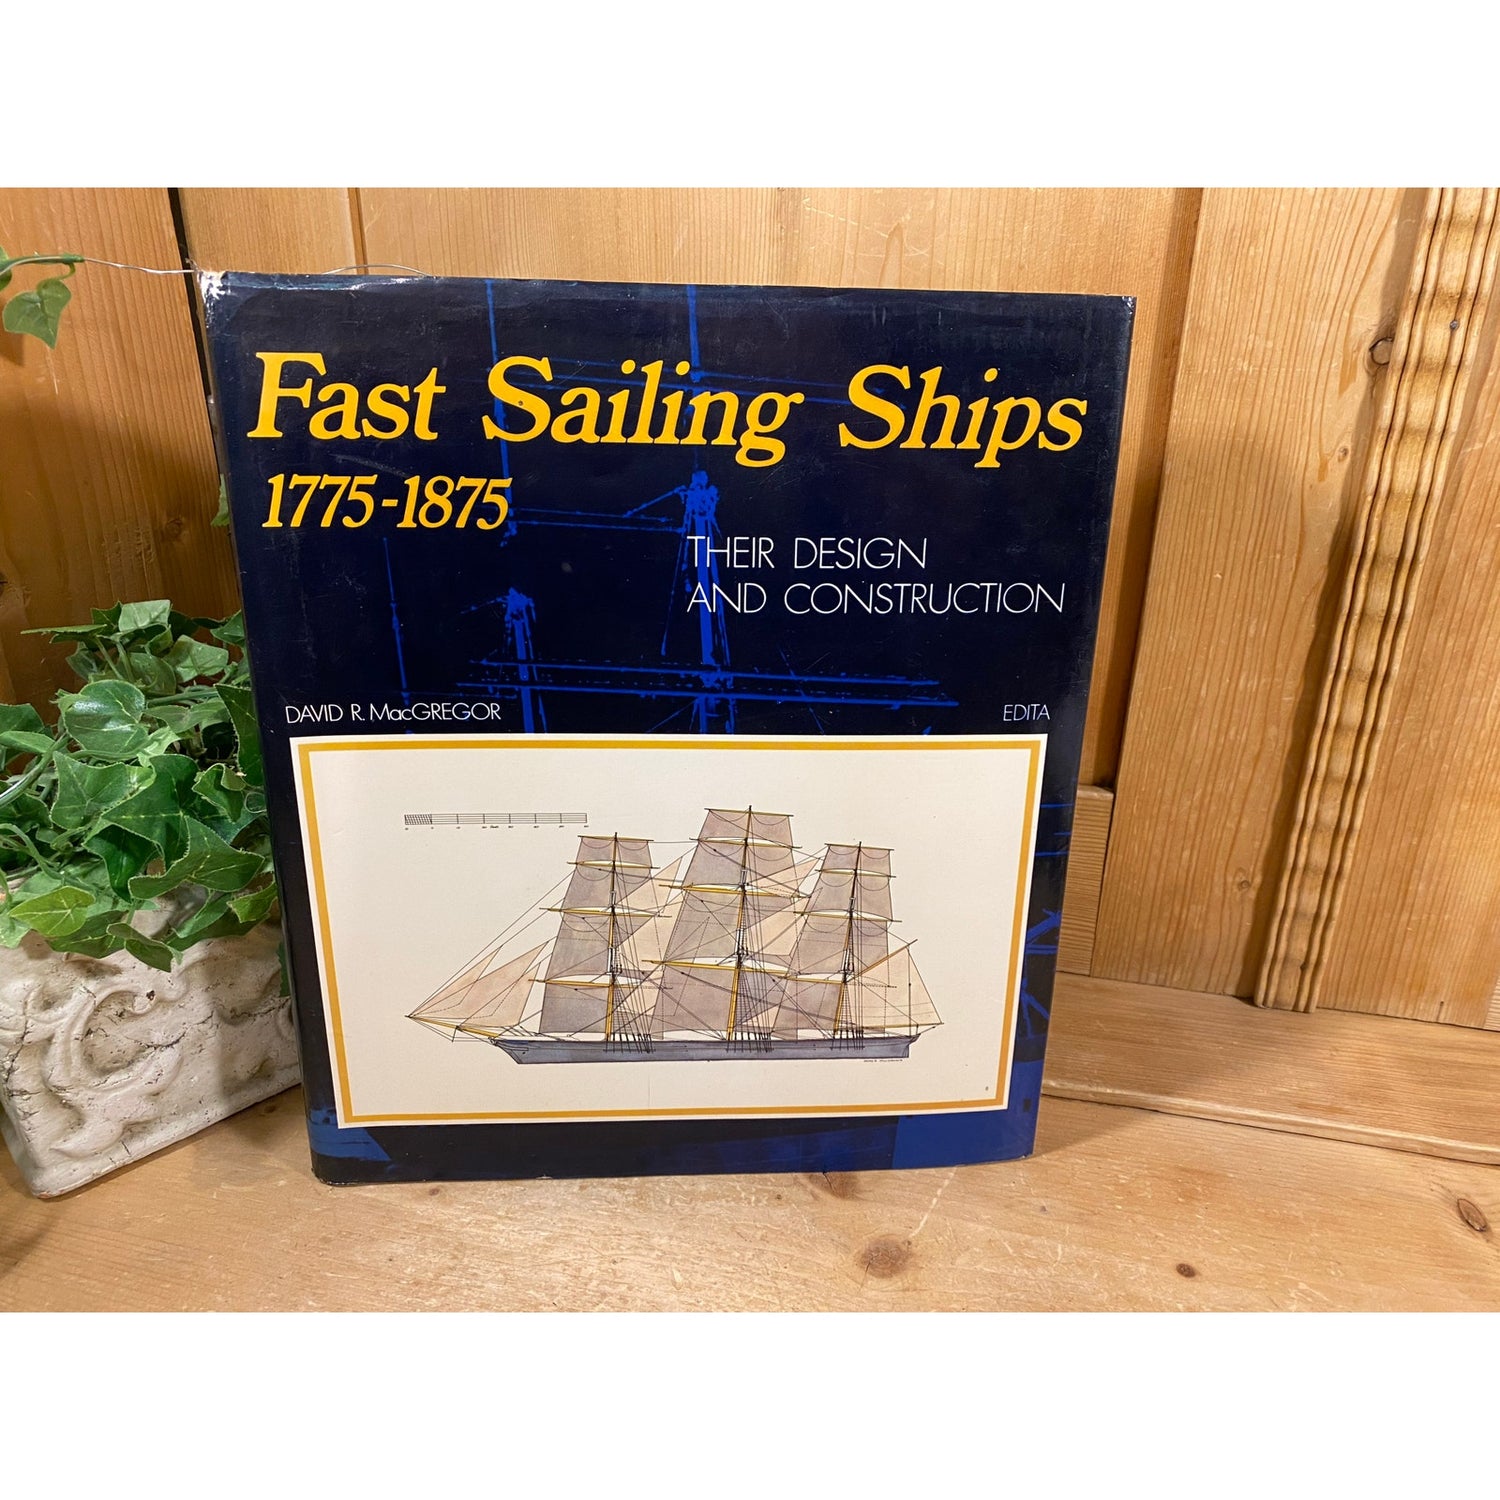 Fast Sailing Ships
1775-1875
THEIR DESIGN
AND CONSTRUCTION
DAVID R. MacGREGOR
EDITA